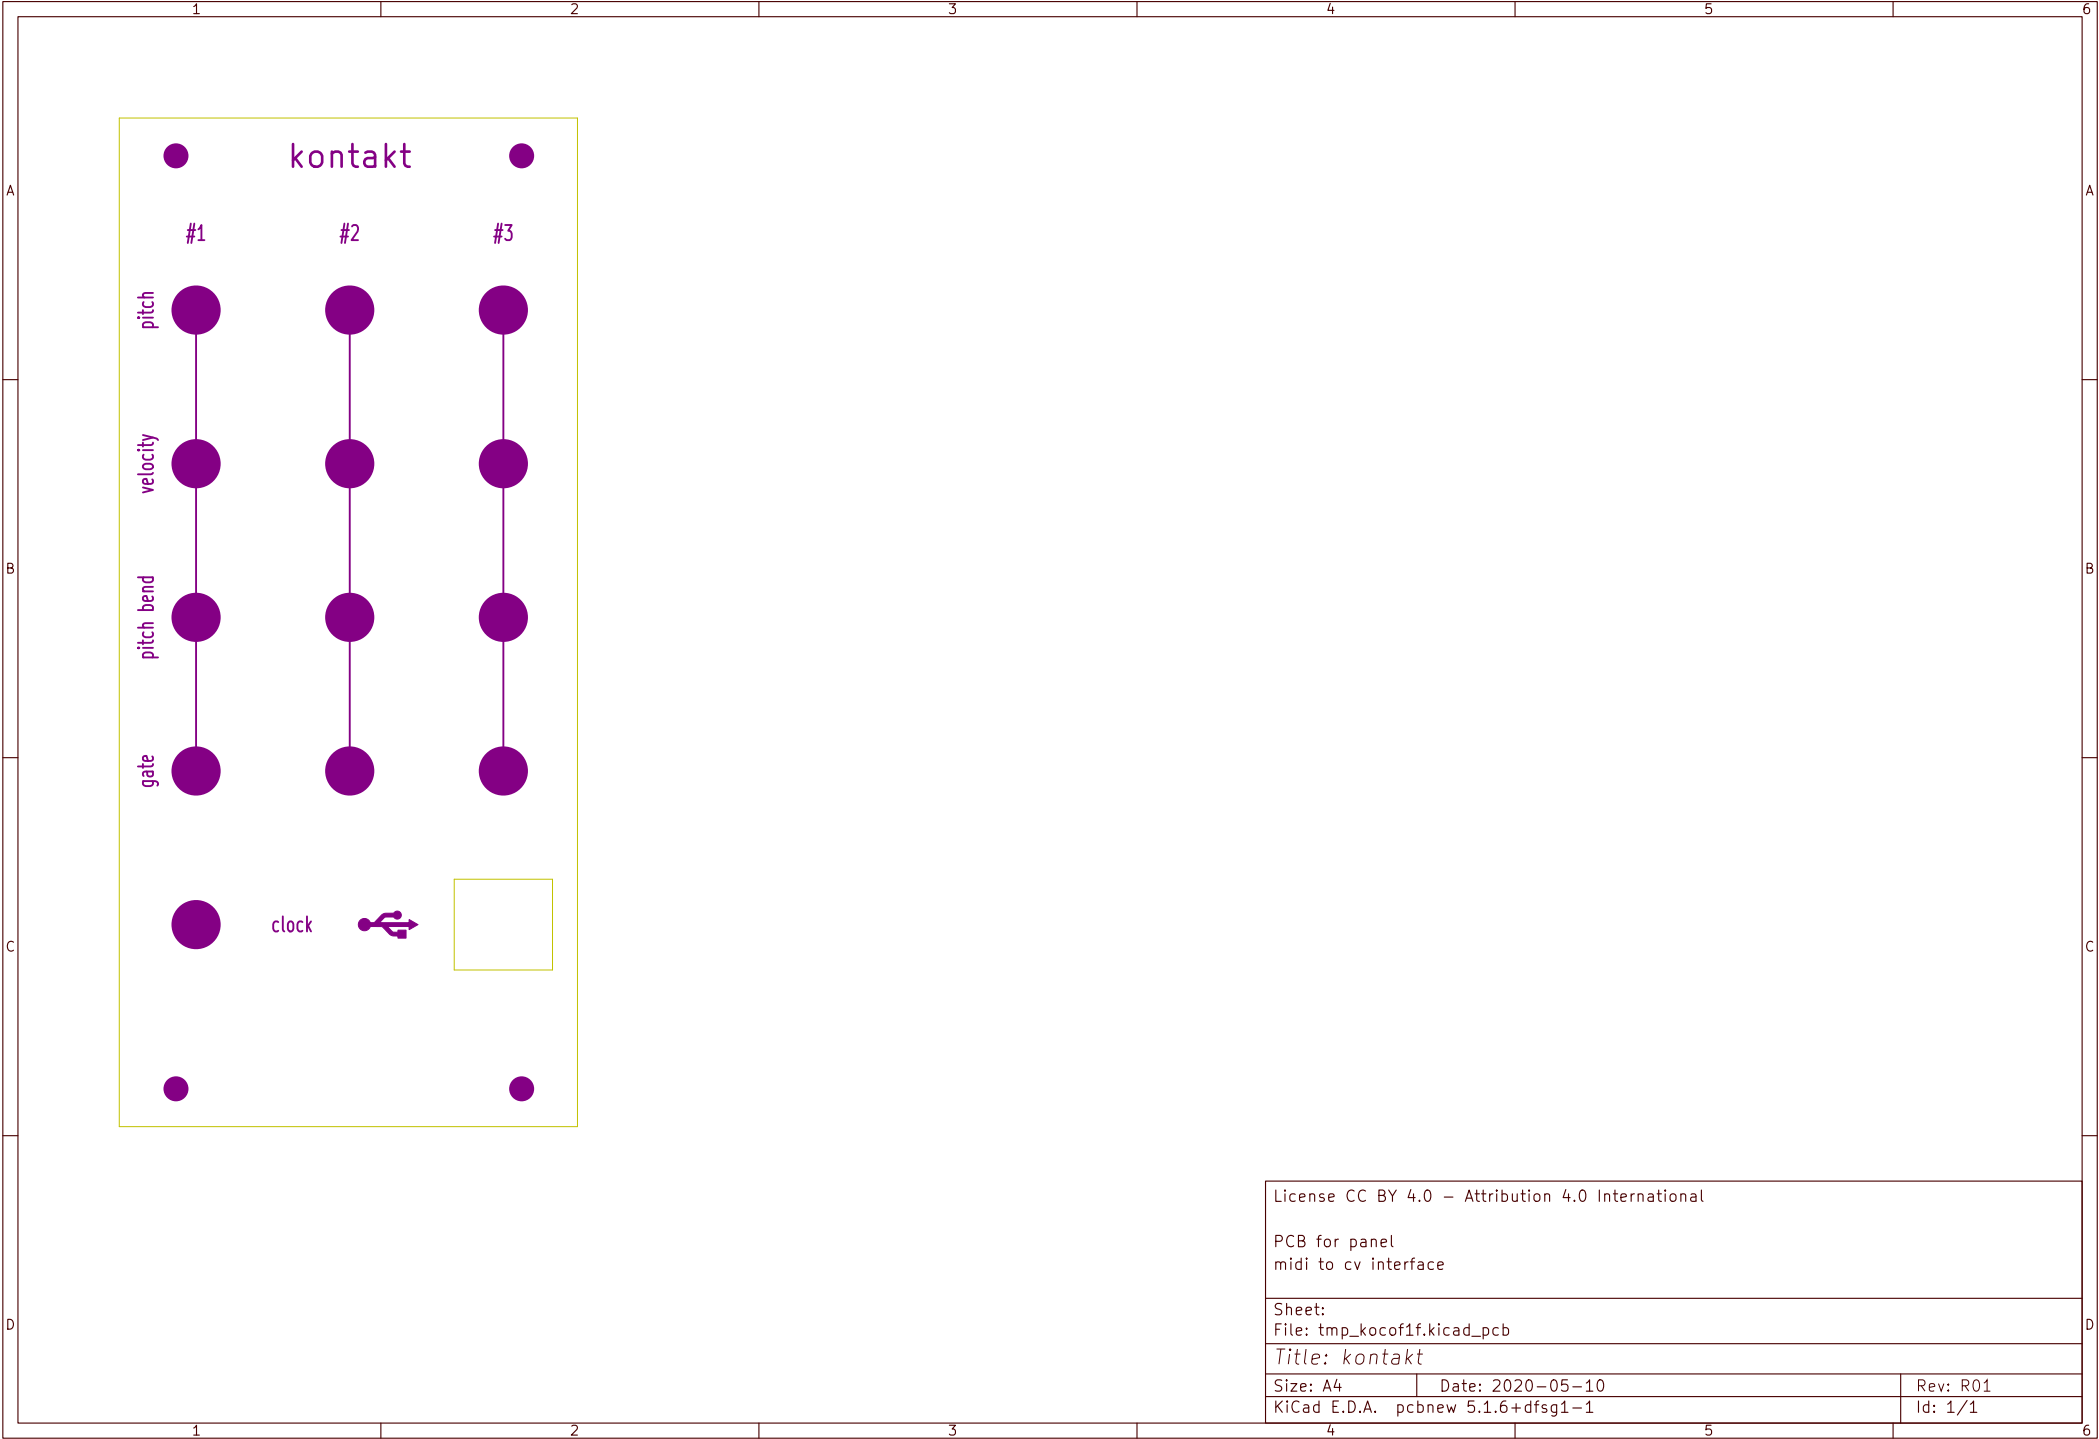 1 2 3 4 5 6
kontakt
A A
#1 #2 #3
pitch
velocity
B B
pitch bend
gate
clock
C C
License CC BY 4.0 – Attribution 4.0 International
PCB for panel
midi to cv interface
Sheet:
File: tmp_kocof1f.kicad_pcb
D D
Title: kontakt
Size: A4 Date: 2020-05-10 Rev: R01
KiCad E.D.A. pcbnew 5.1.6+dfsg1-1 Id: 1/1
1 2 3 4 5 6